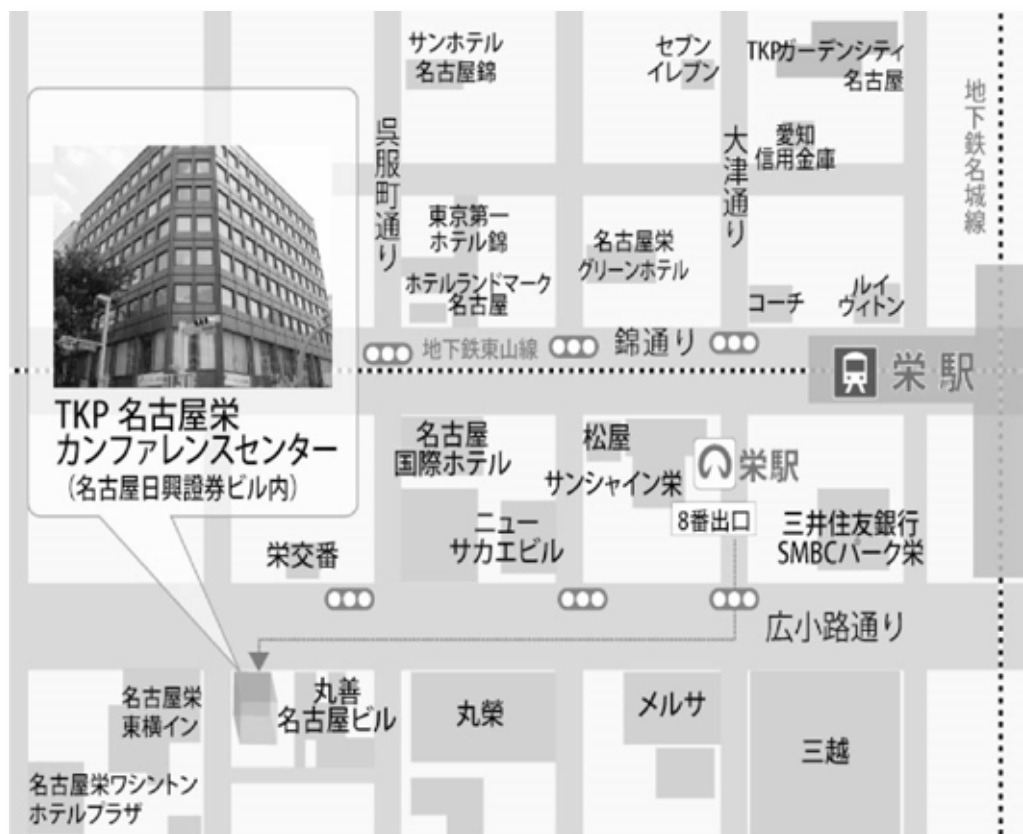 サンホテル
名古屋錦
セブン
イレブン
TKPガーデンシティ
名古屋
地下鉄名城線
愛知
信用金庫
呉服町通り
大津通り
東京第一
ホテル錦
名古屋栄
グリーンホテル
ホテルランドマーク
名古屋
コーチ
ルイ
ヴィトン
地下鉄東山線
錦通り
栄駅
TKP 名古屋栄
カンファレンスセンター
(名古屋日興證券ビル内)
名古屋
国際ホテル
松屋
サンシャイン栄
栄駅
8番出口
ニュー
サカエビル
三井住友銀行
SMBCパーク栄
栄交番
広小路通り
名古屋栄
東横イン
丸善
名古屋ビル
丸榮
メルサ
三越
名古屋栄ワシントン
ホテルプラザ